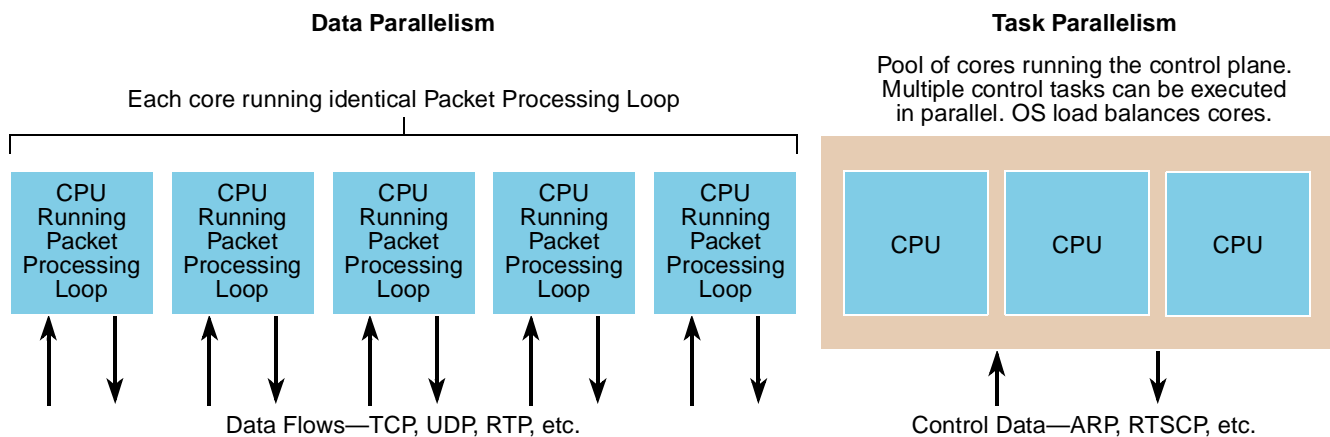 Data Parallelism
Each core running identical Packet Processing Loop
CPU
Running
Packet
Processing
Loop
CPU
Running
Packet
Processing
Loop
CPU
Running
Packet
Processing
Loop
CPU
Running
Packet
Processing
Loop
CPU
Running
Packet
Processing
Loop
Data Flows—TCP, UDP, RTP, etc.
Task Parallelism
Pool of cores running the control plane.
Multiple control tasks can be executed
in parallel. OS load balances cores.
CPU
CPU
CPU
Control Data—ARP, RTSCP, etc.